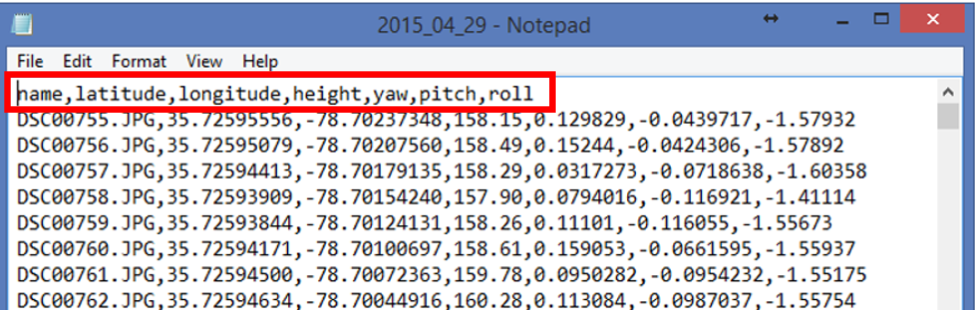 2015_04_29 - Notepad
File Edit Format View Help
name,latitude,longitude,height,yaw,pitch,roll
DSC00755.JPG,35.72595556,-78.70237348,158.15,0.129829,-0.0439717,-1.57932
DSC00756.JPG,35.72595079,-78.70207560,158.49,0.15244,-0.0424306,-1.57892
DSC00757.JPG,35.72594413,-78.70179135,158.29,0.0317273,-0.0718638,-1.60358
DSC00758.JPG,35.72593909,-78.70154240,157.90,0.0794016,-0.116921,-1.41114
DSC00759.JPG,35.72593844,-78.70124131,158.26,0.11101,-0.116055,-1.55673
DSC00760.JPG,35.72594171,-78.70100697,158.61,0.159053,-0.0661595,-1.55937
DSC00761.JPG,35.72594500,-78.70072363,159.78,0.0950282,-0.0954232,-1.55175
DSC00762.JPG,35.72594634,-78.70044916,160.28,0.113084,-0.0987037,-1.55754